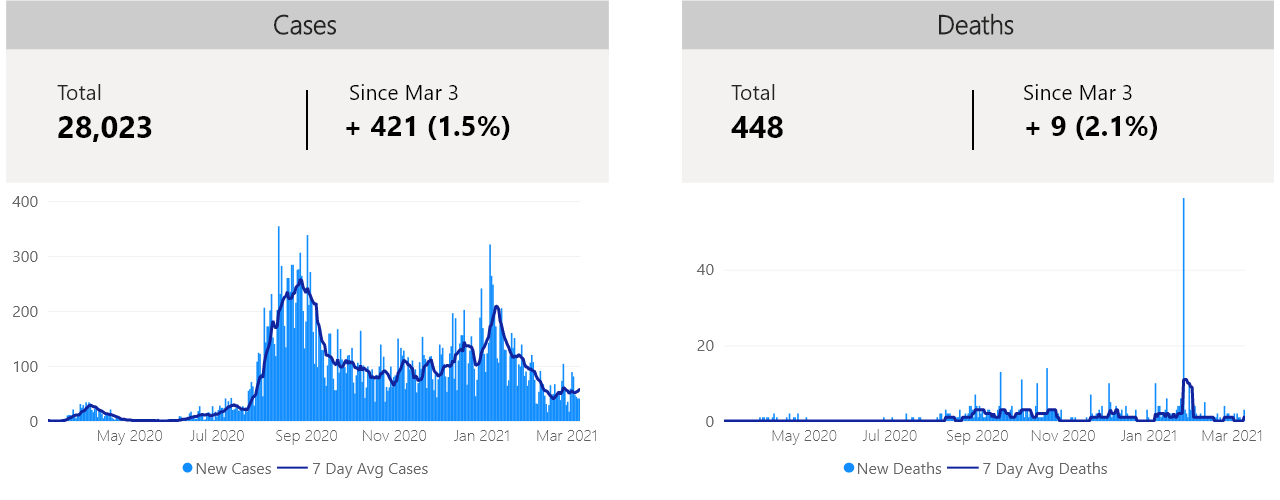 Cases
Total
Since Mar 3
28,023
+ 421 (1.5%)
400
300
200
100
0
May 2020 Jul 2020 Sep 2020 Nov 2020 Jan 2021 Mar 2021
New Cases 7 Day Avg Cases
Deaths
Total
Since Mar 3
448
+ 9 (2.1%)
40
20
0
May 2020 Jul 2020 Sep 2020 Nov 2020 Jan 2021 Mar 2021
New Deaths 7 Day Avg Deaths